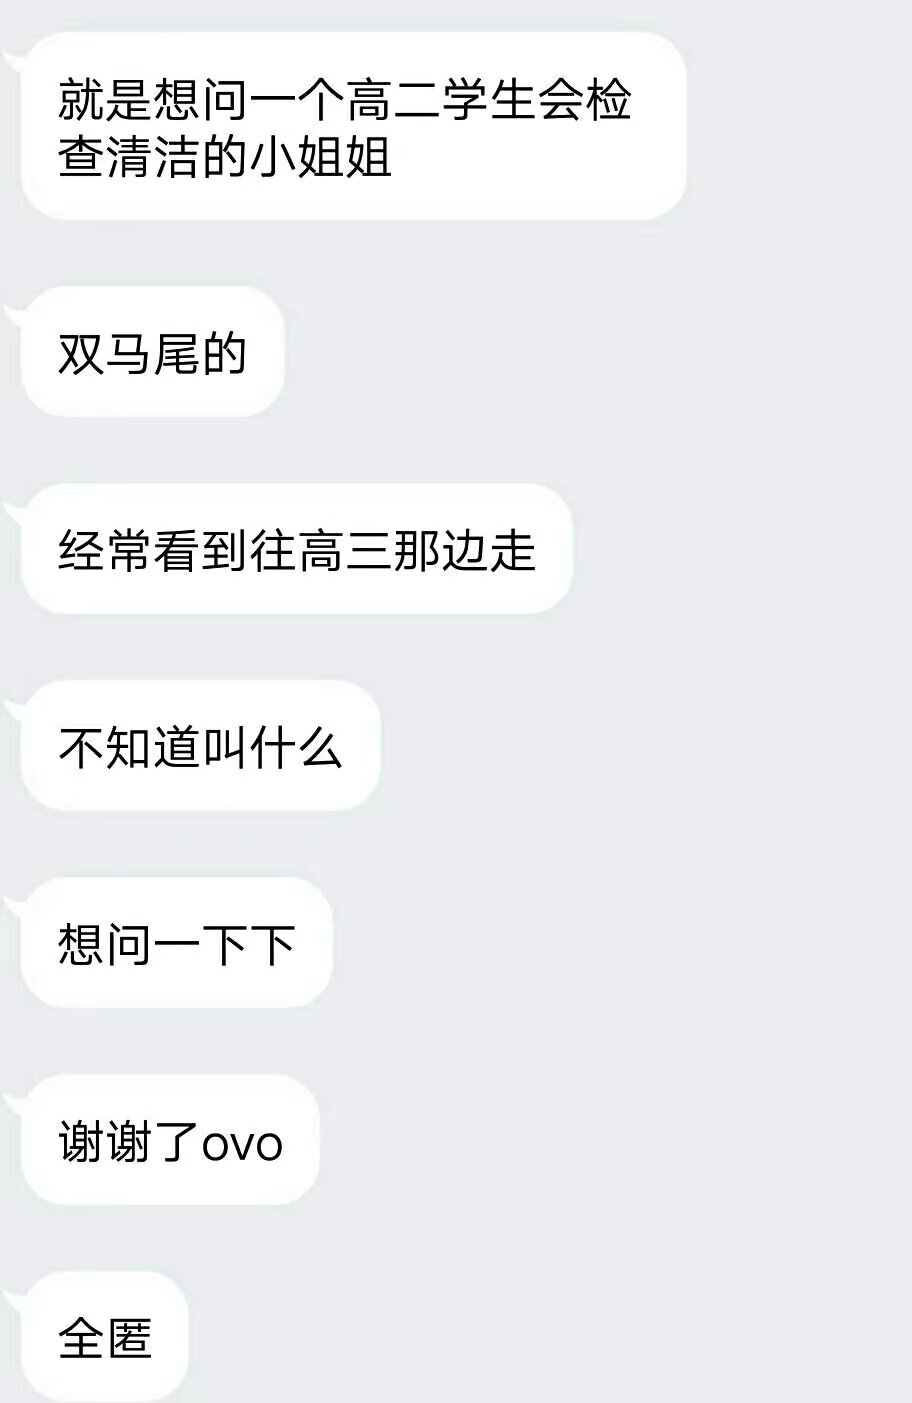 就是想问一个高二学生会检
查清洁的小姐姐
双马尾的
经常看到往高三那边走
不知道叫什么
想问一下下
谢谢了ovo
全匿